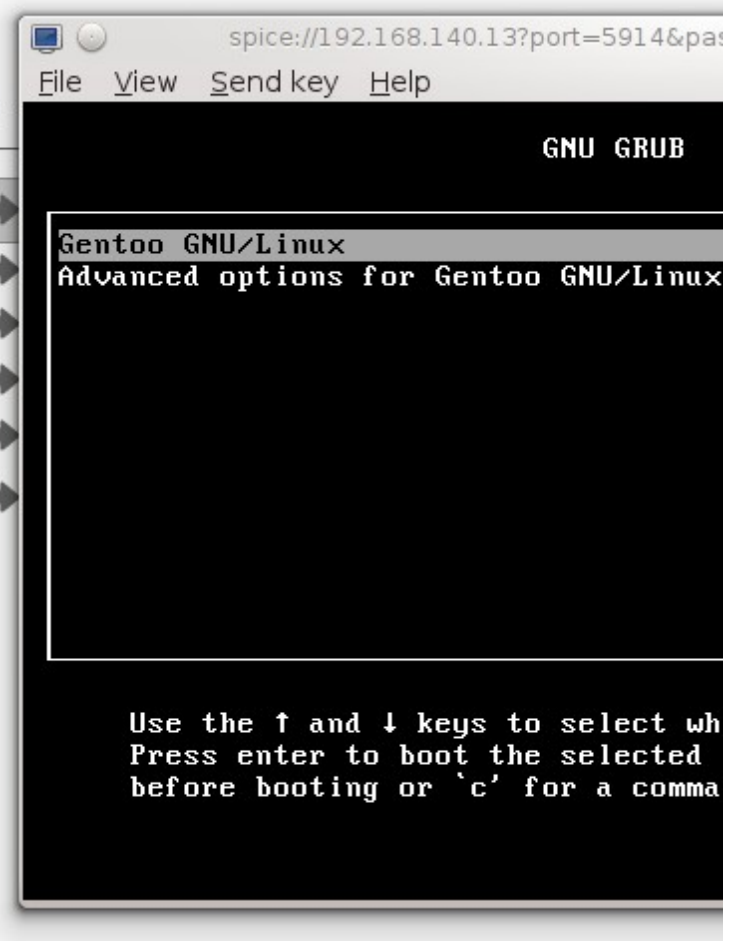 spice://192.168.140.13?port=5914&pas
File View Send key Help
GNU GRUB
Gentoo GNU/Linux
Advanced options for Gentoo GNU/Linux
Use the ↑ and ↓ keys to select wh
Press enter to boot the selected
before booting or `c' for a comma